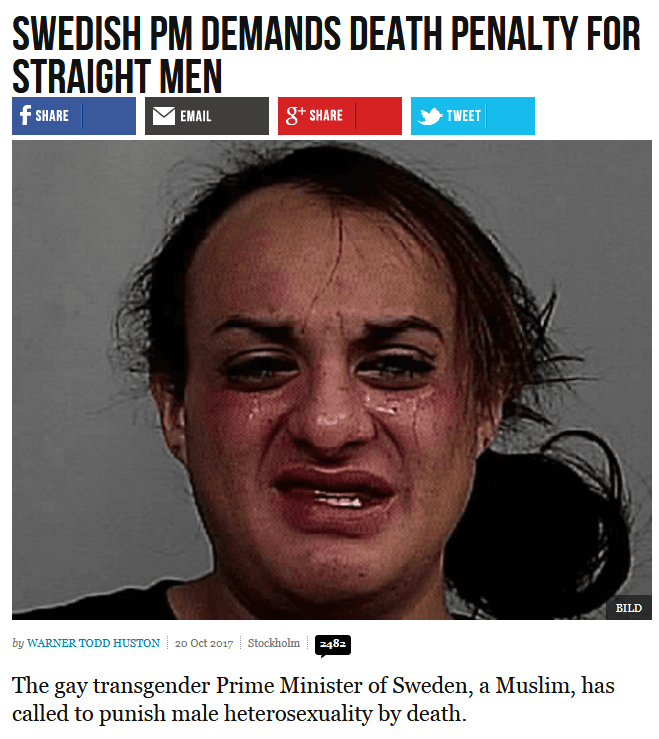 SWEDISH PM DEMANDS DEATH PENALTY FOR
STRAIGHT MEN
f SHARE EMAIL g+ SHARE TWEET
BILD
by WARNER TODD HUSTON 20 Oct 2017 Stockholm 2482
The gay transgender Prime Minister of Sweden, a Muslim, has
called to punish male heterosexuality by death.